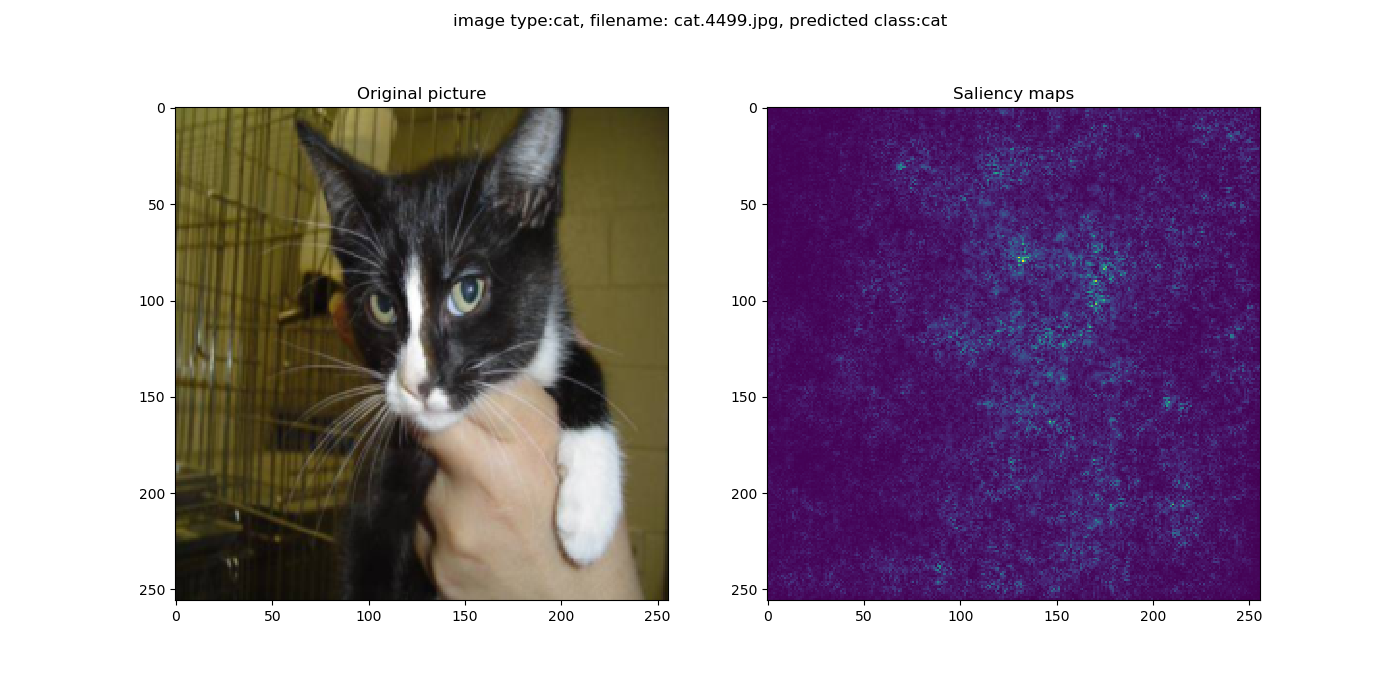 image type:cat, filename: cat.4499.jpg, predicted class:cat
Original picture
0
50
100
150
200
250
0 50 100 150 200 250
Saliency maps
0
50
100
150
200
250
0 50 100 150 200 250